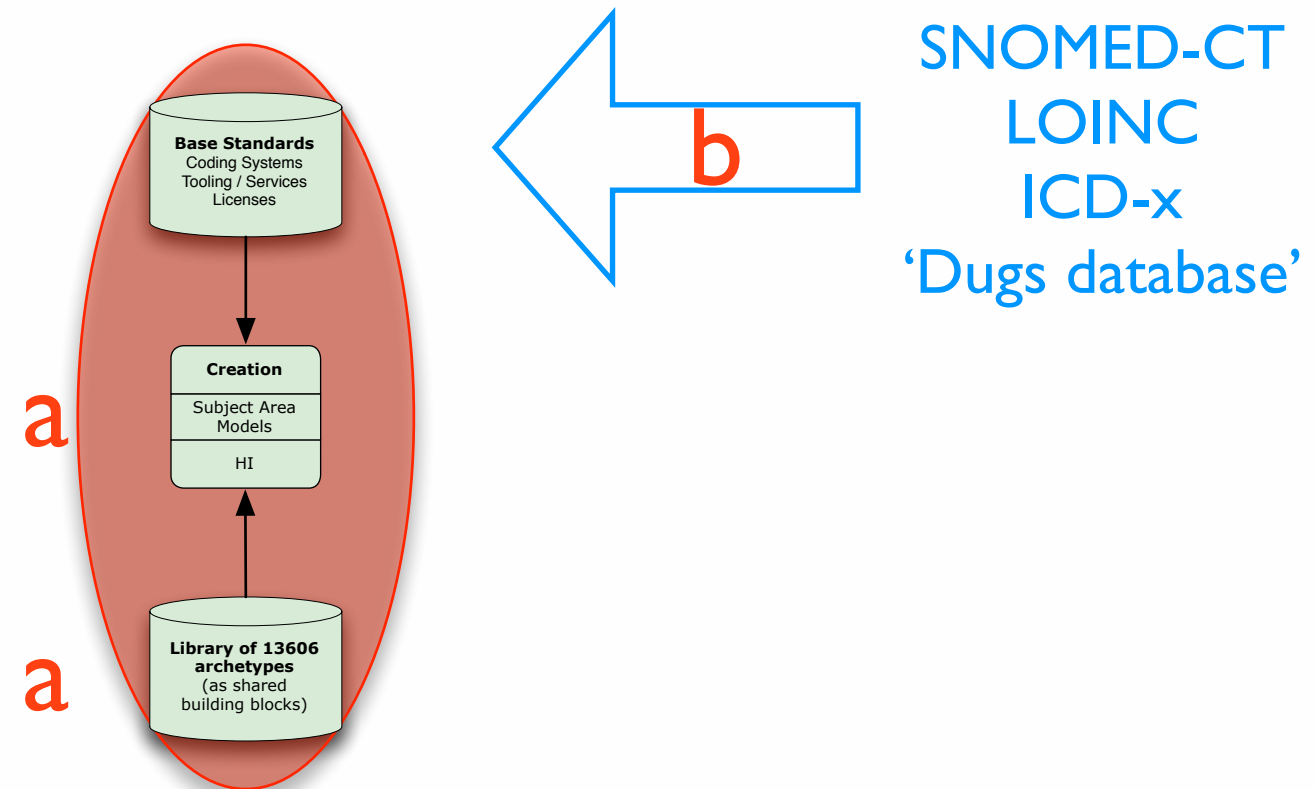 Base Standards
Coding Systems
Tooling / Services
Licenses
Creation
Subject Area
Models
HI
Library of 13606
archetypes
(as shared
building blocks)
a
a
b
SNOMED-CT
LOINC
ICD-x
‘Dugs database’